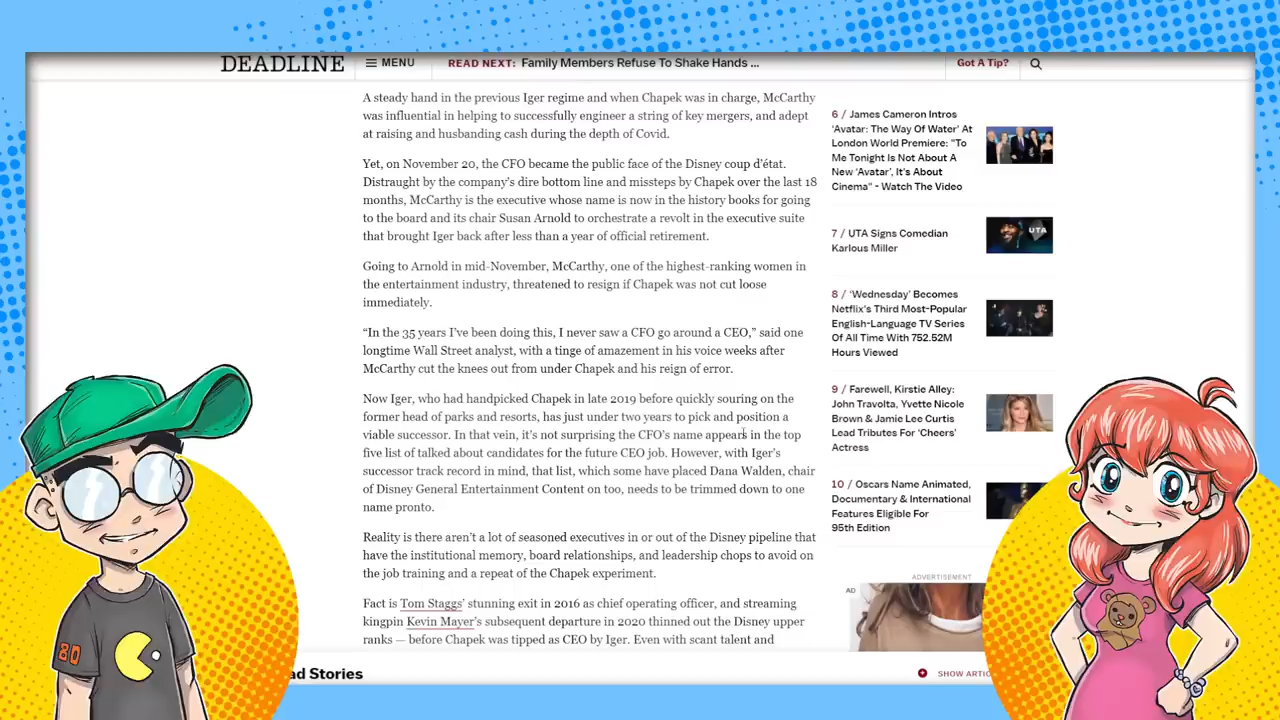 DEADLINE
MENU
READ NEXT: Family Members Refuse To Shake Hands ...
Got A Tip?
A steady hand in the previous Iger regime and when Chapek was in charge, McCarthy
was influential in helping to successfully engineer a string of key mergers, and adept
at raising and husbanding cash during the depth of Covid.
Yet, on November 20, the CFO became the public face of the Disney coup d'état.
Distraught by the company's dire bottom line and missteps by Chapek over the last 18
months, McCarthy is the executive whose name is now in the history books for going
to the board and its chair Susan Arnold to orchestrate a revolt in the executive suite
that brought Iger back after less than a year of official retirement.
Going to Arnold in mid-November, McCarthy, one of the highest-ranking women in
the entertainment industry, threatened to resign if Chapek was not cut loose
immediately.
“In the 35 years I've been doing this, I never saw a CFO go around a CEO,” said one
longtime Wall Street analyst, with a tinge of amazement in his voice weeks after
McCarthy cut the knees out from under Chapek and his reign of error.
Now Iger, who had handpicked Chapek in late 2019 before quickly souring on the
former head of parks and resorts, has just under two years to pick and position a
viable successor. In that vein, it's not surprising the CFO's name appears in the top
five list of talked about candidates for the future CEO job. However, with Iger's
successor track record in mind, that list, which some have placed Dana Walden, chair
of Disney General Entertainment Content on too, needs to be trimmed down to one
name pronto.
Reality is there aren't a lot of seasoned executives in or out of the Disney pipeline that
have the institutional memory, board relationships, and leadership chops to avoid on
the job training and a repeat of the Chapek experiment.
Fact is Tom Staggs' stunning exit in 2016 as chief operating officer, and streaming
kingpin Kevin Mayer's subsequent departure in 2020 thinned out the Disney upper
ranks — before Chapek was tipped as CEO by Iger. Even with scant talent and
6 / James Cameron Intros
‘Avatar: The Way Of Water’ At
London World Premiere: “To
Me Tonight Is Not About A
New ‘Avatar’, It's About
Cinema” - Watch The Video
7 / UTA Signs Comedian
Karlous Miller
UTA
8 / ‘Wednesday’ Becomes
Netflix's Third Most-Popular
English-Language TV Series
Of All Time With 752.52M
Hours Viewed
9 / Farewell, Kirstie Alley:
John Travolta, Yvette Nicole
Brown & Jamie Lee Curtis
Lead Tributes For ‘Cheers’
Actress
10 / Oscars Name Animated,
Documentary & International
Features Eligible For
95th Edition
ADVERTISEMENT
AD
Stories
SHOW
80